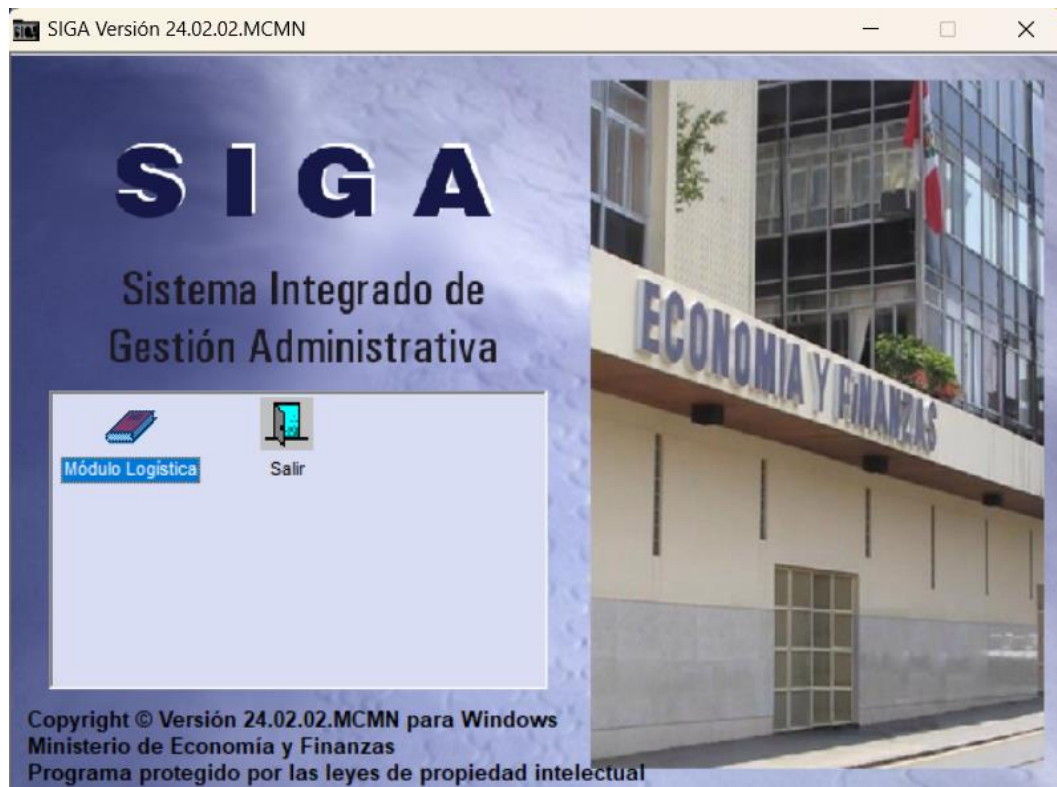 SIGA Versión 24.02.02.MCMN
SIGA
Sistema Integrado de
Gestión Administrativa
ECONOMIA Y FINANZAS
Módulo Logística
Salir
Copyright © Versión 24.02.02.MCMN para Windows
Ministerio de Economía y Finanzas
Programa protegido por las leyes de propiedad intelectual